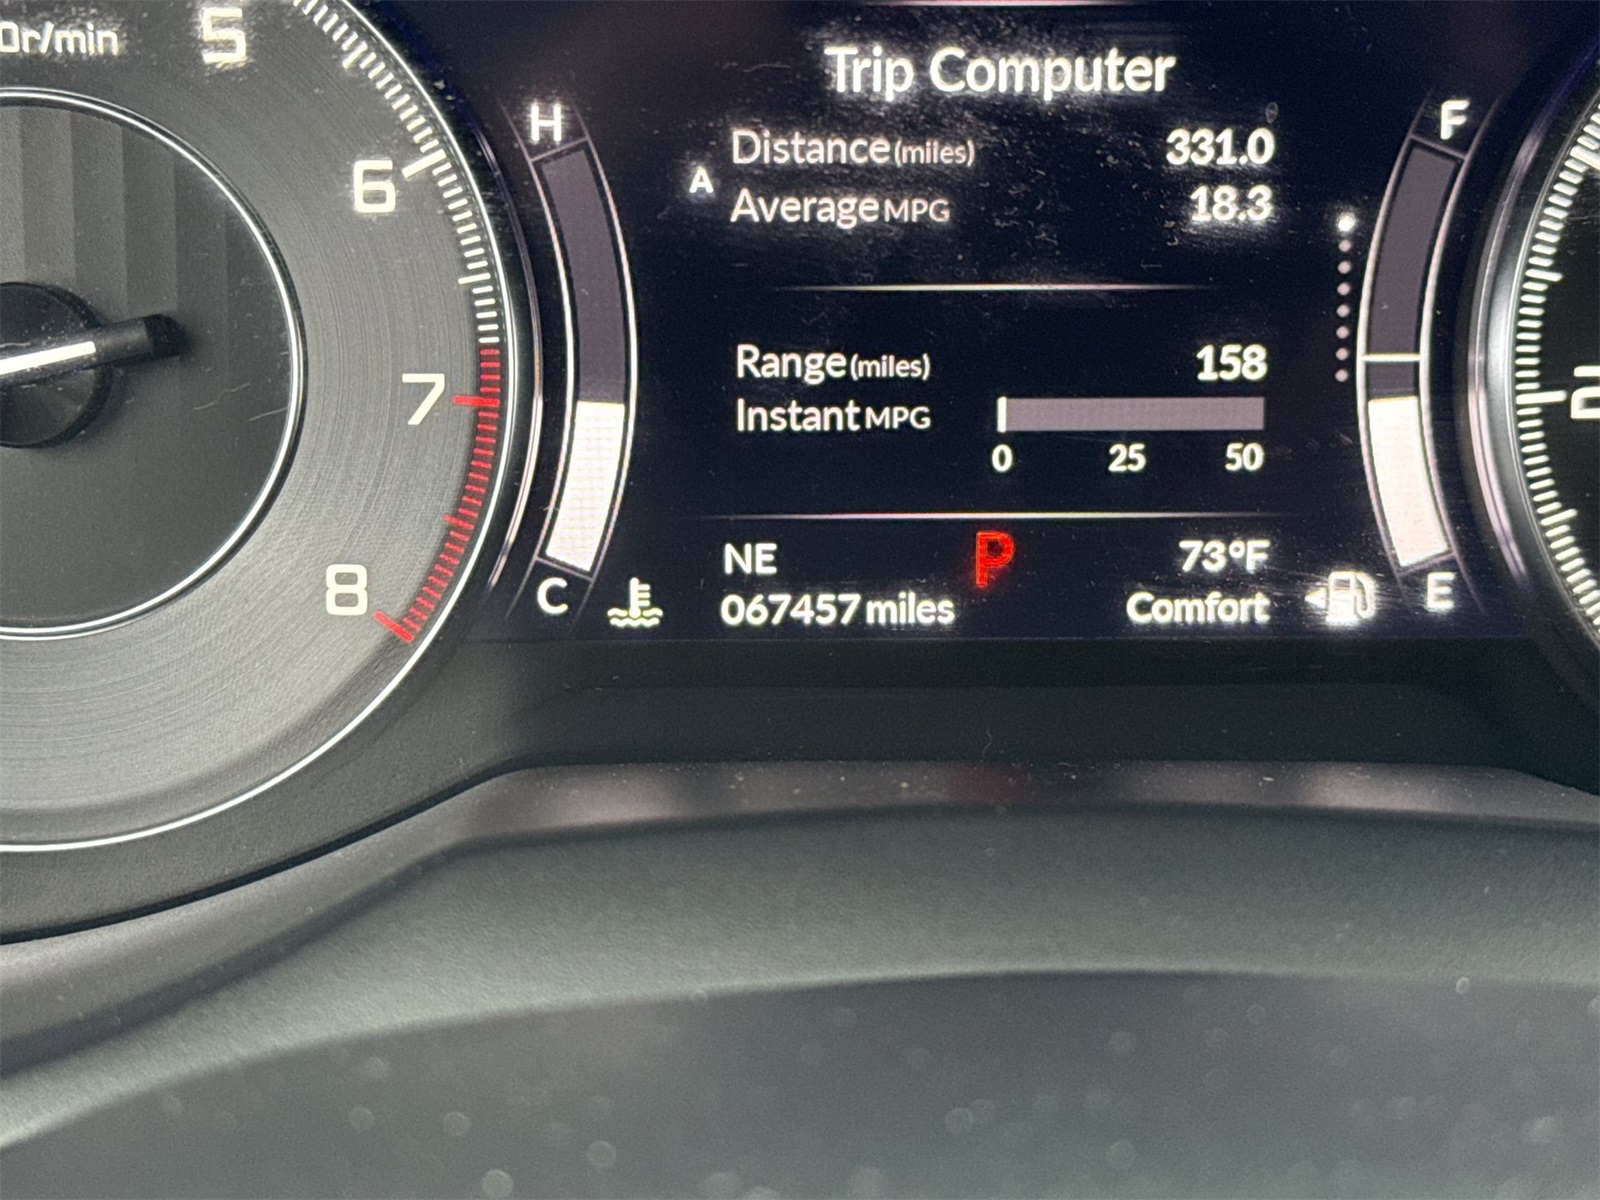 0r/min
5
6
7
8
H
C
Trip Computer
A
Distance(miles) 331.0
Average MPG 18.3
Range(miles) 158
Instant MPG
0 25 50
NE P 73°F
067457 miles Comfort
F
E